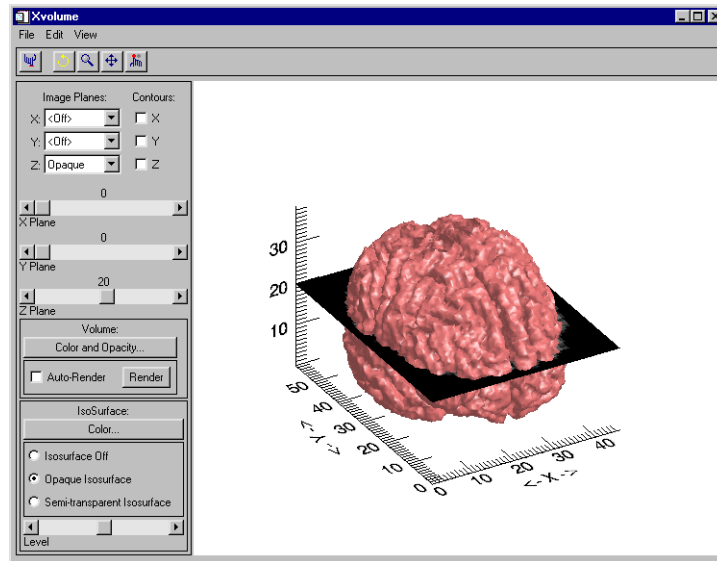 Xvolume
File Edit View
Image Planes: Contours:
X: <Off> X
Y: <Off> Y
Z: Opaque Z
0
X Plane
0
Y Plane
20
Z Plane
Volume:
Color and Opacity...
Auto-Render Render
IsoSurface:
Color...
Isosurface Off
Opaque Isosurface
Semi-transparent Isosurface
Level
30
20
10
50
40
30
20
10
0
<- Y ->
0
10
20
30
40
<- X ->